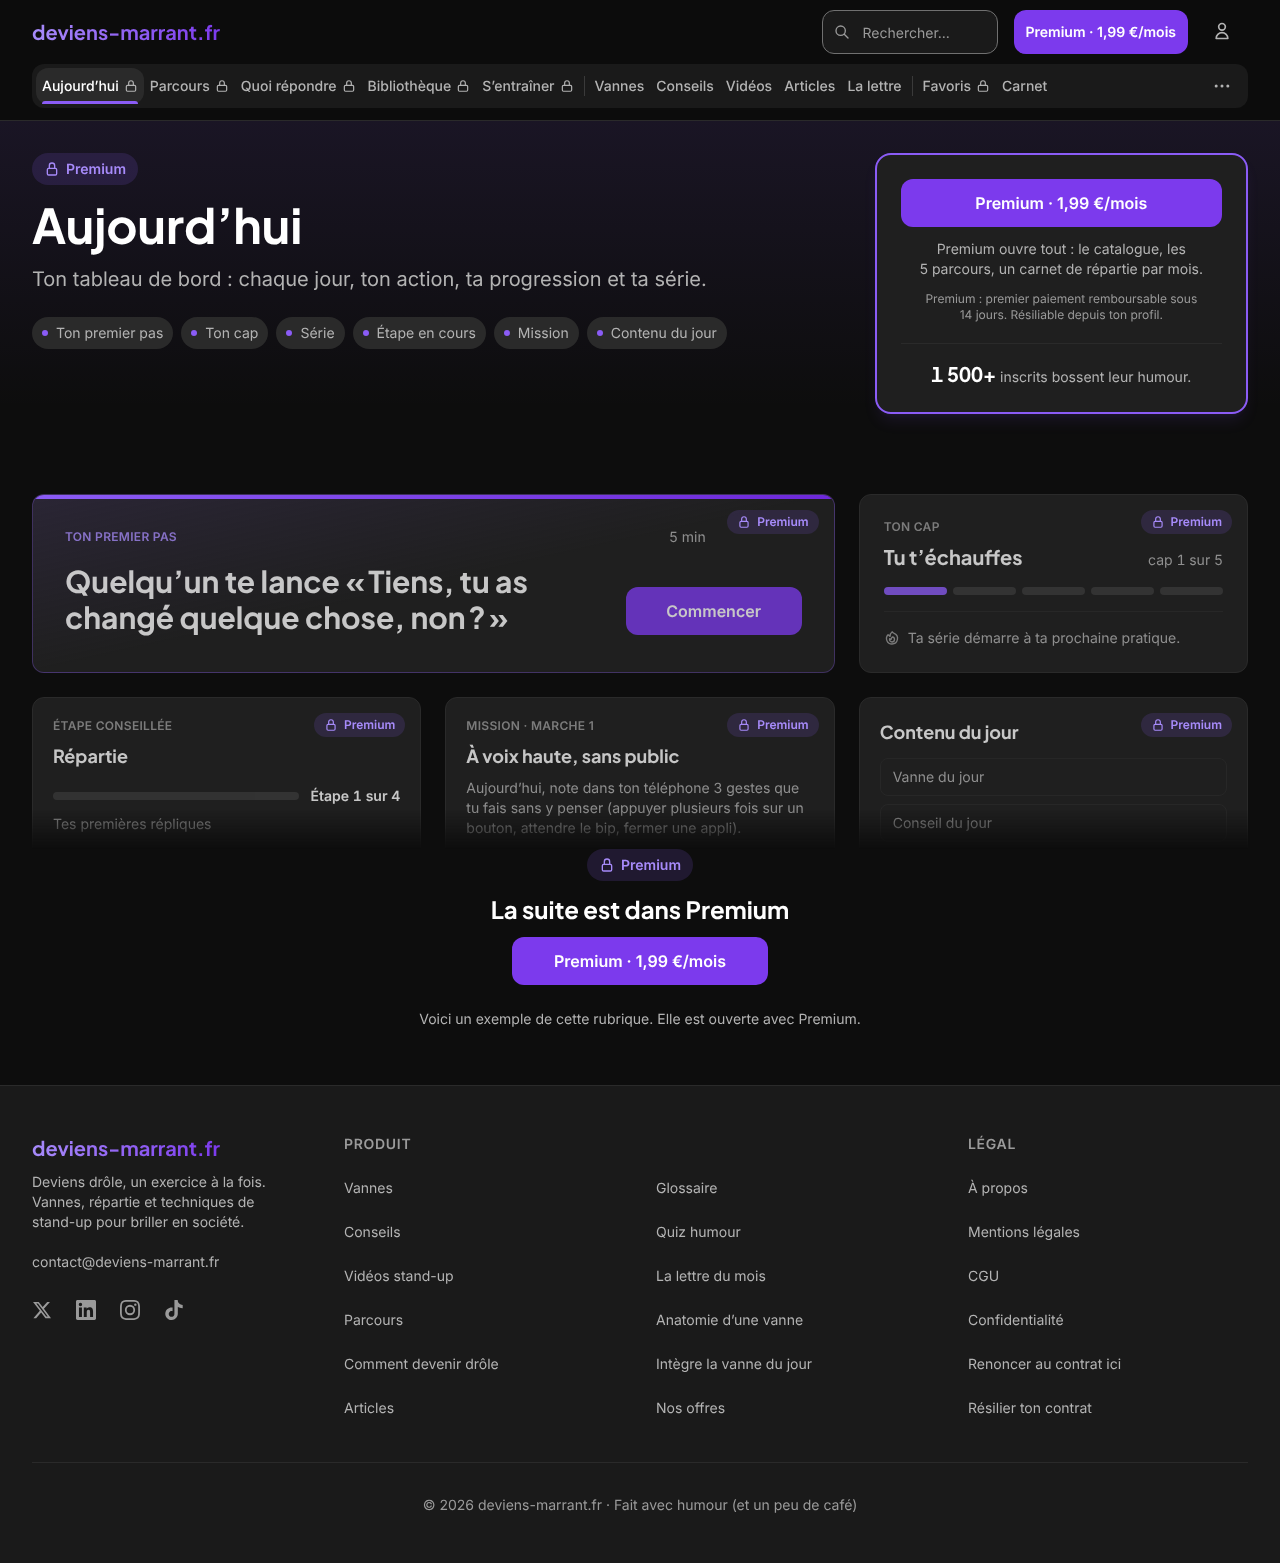 deviens-marrant.fr
Rechercher...
Premium · 1,99 €/mois
Aujourd’hui
Parcours
Quoi répondre
Bibliothèque
S’entraîner
Vannes
Conseils
Vidéos
Articles
La lettre
Favoris
Carnet
Premium
Aujourd’hui
Ton tableau de bord : chaque jour, ton action, ta progression et ta série.
Ton premier pas
Ton cap
Série
Étape en cours
Mission
Contenu du jour
Premium · 1,99 €/mois
Premium ouvre tout : le catalogue, les
5 parcours, un carnet de répartie par mois.
Premium : premier paiement remboursable sous
14 jours. Résiliable depuis ton profil.
1 500+ inscrits bossent leur humour.
TON PREMIER PAS
5 min
Premium
Quelqu’un te lance « Tiens, tu as
changé quelque chose, non ? »
Commencer
TON CAP
Premium
Tu t’échauffes
cap 1 sur 5
Ta série démarre à ta prochaine pratique.
ÉTAPE CONSEILLÉE
Premium
Répartie
Étape 1 sur 4
Tes premières répliques
MISSION · MARCHE 1
Premium
À voix haute, sans public
Aujourd’hui, note dans ton téléphone 3 gestes que
tu fais sans y penser (appuyer plusieurs fois sur un
bouton, attendre le bip, fermer une appli).
Premium
Contenu du jour
Vanne du jour
Conseil du jour
Premium
La suite est dans Premium
Premium · 1,99 €/mois
Voici un exemple de cette rubrique. Elle est ouverte avec Premium.
deviens-marrant.fr
Deviens drôle, un exercice à la fois.
Vannes, répartie et techniques de
stand-up pour briller en société.
contact@deviens-marrant.fr
PRODUIT
Vannes
Conseils
Vidéos stand-up
Parcours
Comment devenir drôle
Articles
Glossaire
Quiz humour
La lettre du mois
Anatomie d’une vanne
Intègre la vanne du jour
Nos offres
LÉGAL
À propos
Mentions légales
CGU
Confidentialité
Renoncer au contrat ici
Résilier ton contrat
© 2026 deviens-marrant.fr · Fait avec humour (et un peu de café)